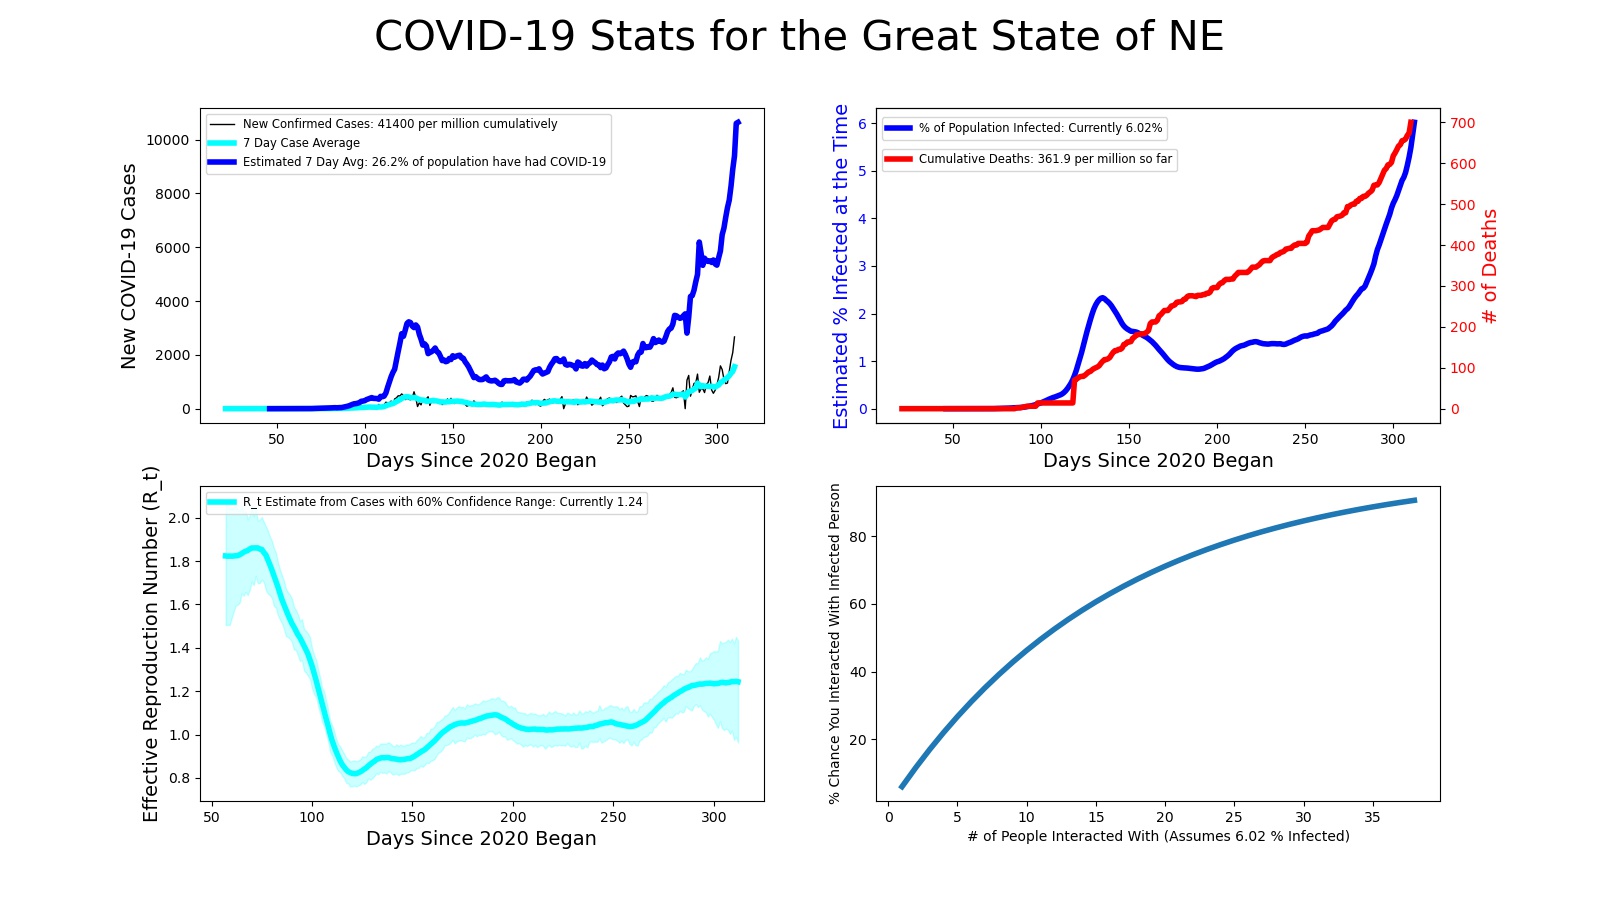 COVID-19 Stats for the Great State of NE
New COVID-19 Cases
10000
8000
6000
4000
2000
0
New Confirmed Cases: 41400 per million cumulatively
7 Day Case Average
Estimated 7 Day Avg: 26.2% of population have had COVID-19
50 100 150 200 250 300
Days Since 2020 Began
Estimated % Infected at the Time
6
5
4
3
2
1
0
% of Population Infected: Currently 6.02%
Cumulative Deaths: 361.9 per million so far
700
600
500
400
300
200
100
0
# of Deaths
50 100 150 200 250 300
Days Since 2020 Began
Effective Reproduction Number (R_t)
2.0
1.8
1.6
1.4
1.2
1.0
0.8
R_t Estimate from Cases with 60% Confidence Range: Currently 1.24
50 100 150 200 250 300
Days Since 2020 Began
% Chance You Interacted With Infected Person
80
60
40
20
0 5 10 15 20 25 30 35
# of People Interacted With (Assumes 6.02 % Infected)